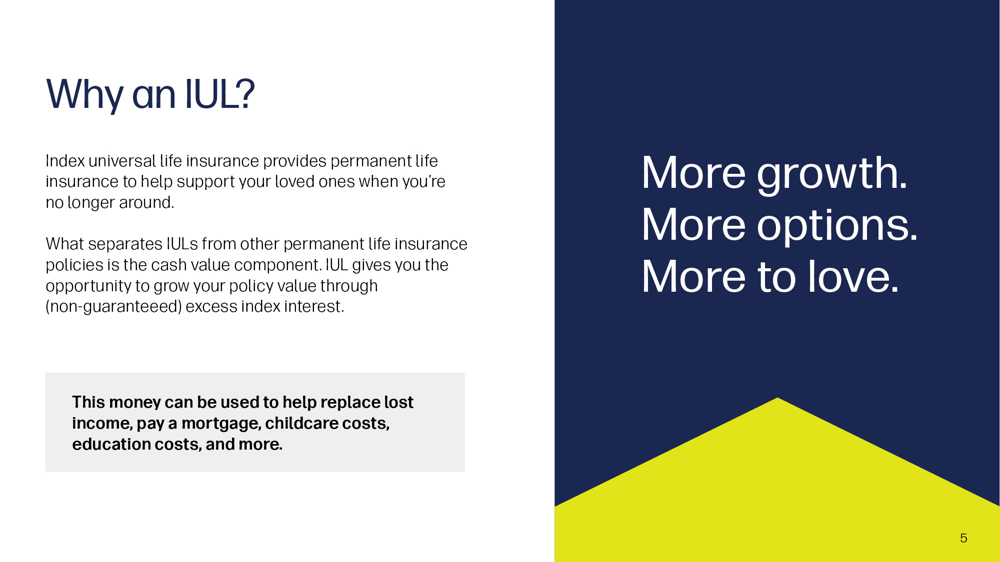 Why an IUL?
Index universal life insurance provides permanent life
insurance to help support your loved ones when you’re
no longer around.
What separates IULs from other permanent life insurance
policies is the cash value component. IUL gives you the
opportunity to grow your policy value through
(non-guaranteeed) excess index interest.
This money can be used to help replace lost
income, pay a mortgage, childcare costs,
education costs, and more.
More growth.
More options.
More to love.
5